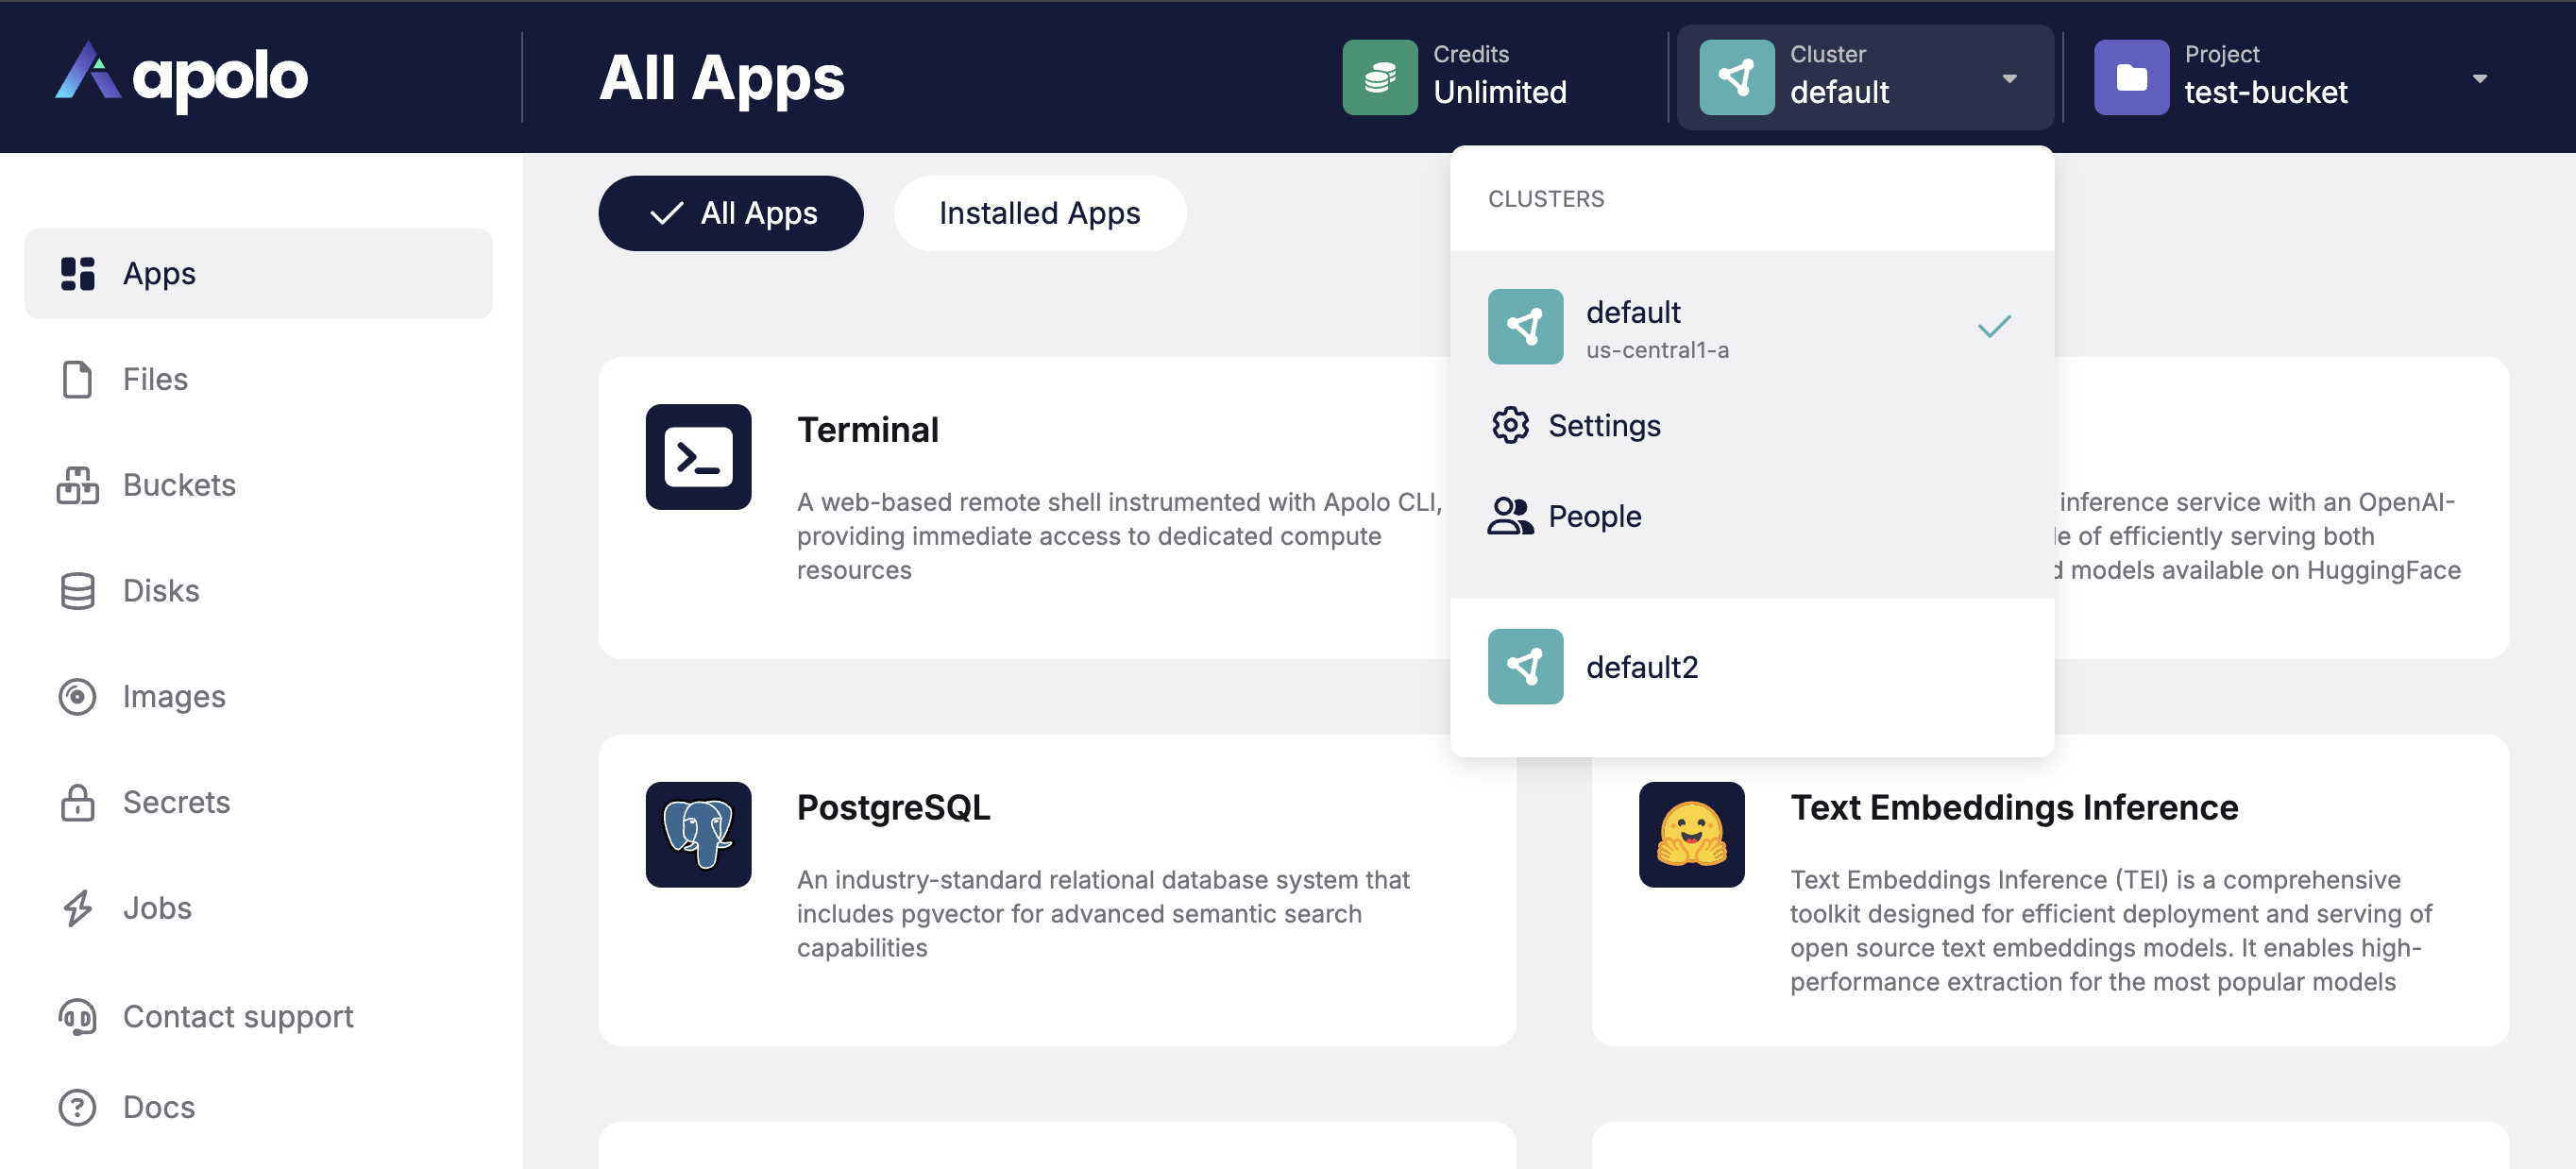 apolo
All Apps
Credits
Unlimited
Cluster
default
Project
test-bucket
Apps
Files
Buckets
Disks
Images
Secrets
Jobs
Contact support
Docs
All Apps
Installed Apps
CLUSTERS
default
us-central1-a
Settings
People
default2
Terminal
A web-based remote shell instrumented with Apolo CLI,
providing immediate access to dedicated compute
resources
inference service with an OpenAI-
of efficiently serving both
models available on HuggingFace
PostgreSQL
An industry-standard relational database system that
includes pgvector for advanced semantic search
capabilities
Text Embeddings Inference
Text Embeddings Inference (TEI) is a comprehensive
toolkit designed for efficient deployment and serving of
open source text embeddings models. It enables high-
performance extraction for the most popular models